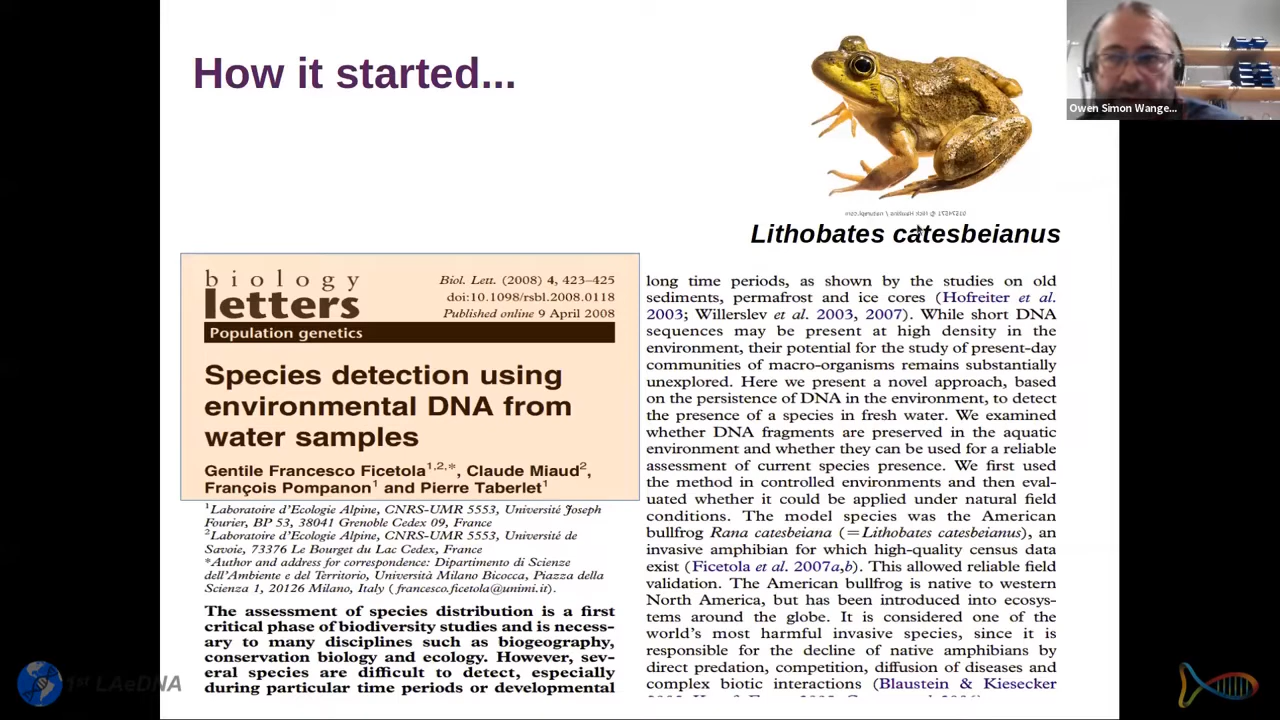 How it started...
Owen Simon Wange...
Lithobates catesbeianus
biology
letters
Biol. Lett. (2008) 4, 423–425
doi:10.1098/rsbl.2008.0118
Published online 9 April 2008
Population genetics
Species detection using
environmental DNA from
water samples
Gentile Francesco Ficetola1,2,*, Claude Miaud2,
François Pompanon1 and Pierre Taberlet1
1Laboratoire d'Ecologie Alpine, CNRS-UMR 5553, Université Joseph
Fourier, BP 53, 38041 Grenoble Cedex 09, France
2Laboratoire d'Ecologie Alpine, CNRS-UMR 5553, Université de
Savoie, 73376 Le Bourget du Lac Cedex, France
*Author and address for correspondence: Dipartimento di Scienze
dell'Ambiente e del Territorio, Università Milano Bicocca, Piazza della
Scienza 1, 20126 Milano, Italy (francesco.ficetola@unimi.it).
The assessment of species distribution is a first
critical phase of biodiversity studies and is neces-
sary to many disciplines such as biogeography,
conservation biology and ecology. However, sev-
eral species are difficult to detect, especially
during particular time periods or developmental
long time periods, as shown by the studies on old
sediments, permafrost and ice cores (Hofreiter et al.
2003; Willerslev et al. 2003, 2007). While short DNA
sequences may be present at high density in the
environment, their potential for the study of present-day
communities of macro-organisms remains substantially
unexplored. Here we present a novel approach, based
on the persistence of DNA in the environment, to detect
the presence of a species in fresh water. We examined
whether DNA fragments are preserved in the aquatic
environment and whether they can be used for a reliable
assessment of current species presence. We first used
the method in controlled environments and then eval-
uated whether it could be applied under natural field
conditions. The model species was the American
bullfrog Rana catesbeiana (=Lithobates catesbeianus), an
invasive amphibian for which high-quality census data
exist (Ficetola et al. 2007a,b). This allowed reliable field
validation. The American bullfrog is native to western
North America, but has been introduced into ecosys-
tems around the globe. It is considered one of the
world's most harmful invasive species, since it is
responsible for the decline of native amphibians by
direct predation, competition, diffusion of diseases and
complex biotic interactions (Blaustein & Kiesecker
1st LAeDNA